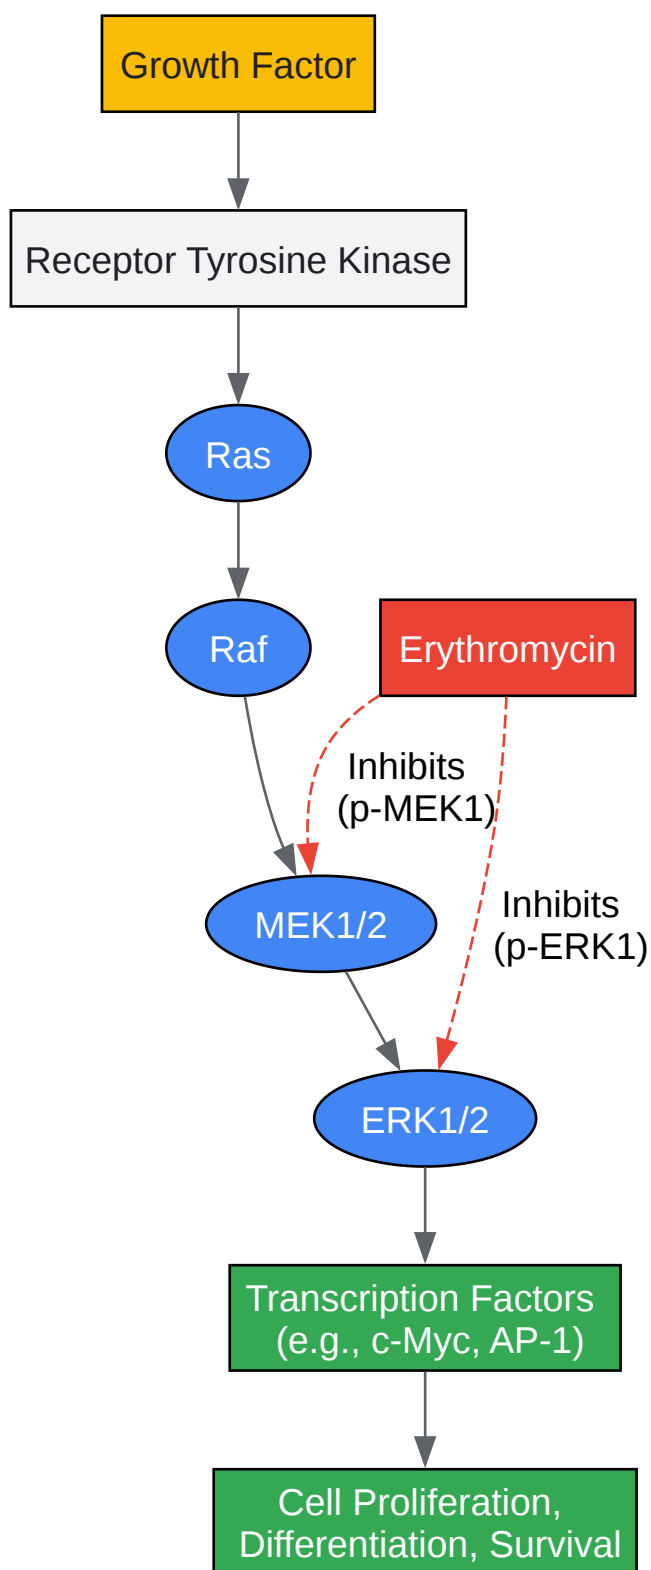 Growth Factor
Receptor Tyrosine Kinase
Ras
Raf
Erythromycin
Inhibits
(p-MEK1)
Inhibits
(p-ERK1)
MEK1/2
ERK1/2
Transcription Factors
(e.g., c-Myc, AP-1)
Cell Proliferation,
Differentiation, Survival